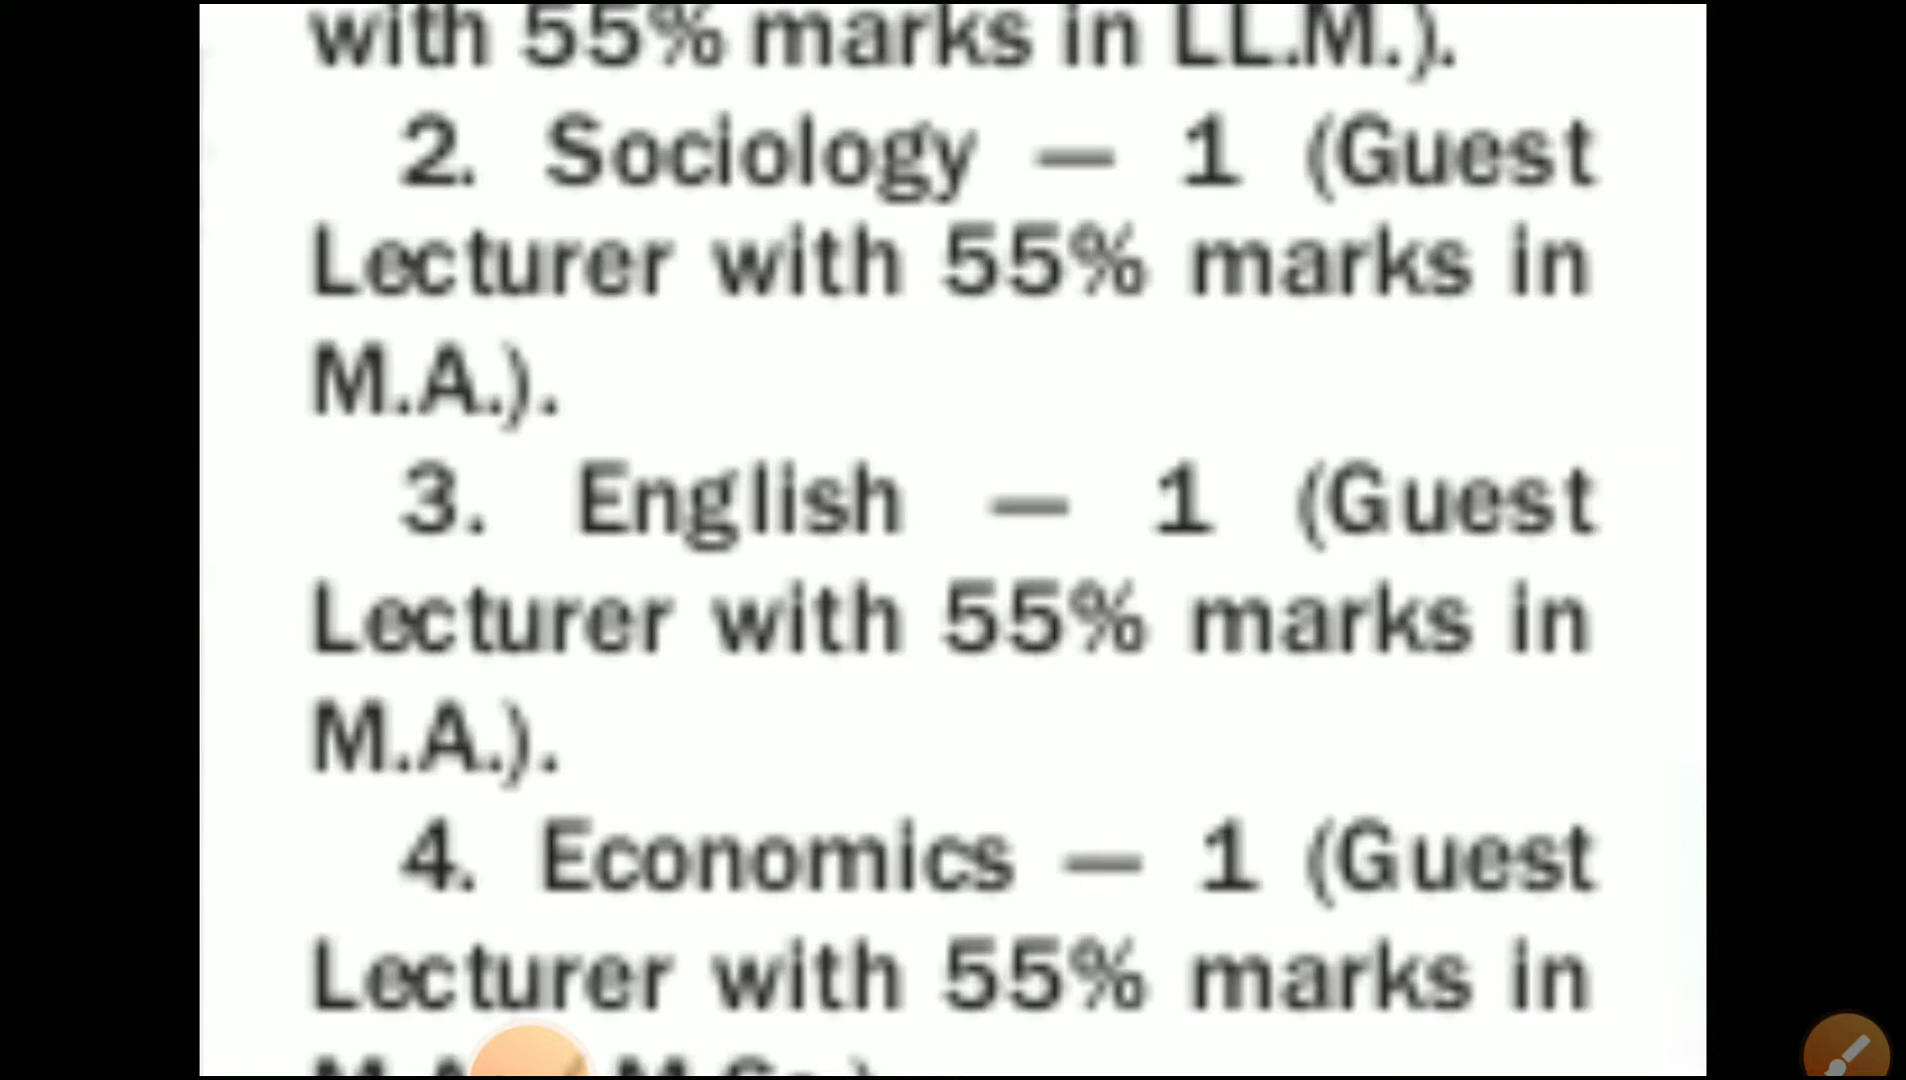 with 55% marks in LL.M.).
2. Sociology — 1 (Guest
Lecturer with 55% marks in
M.A.).
3. English — 1 (Guest
Lecturer with 55% marks in
M.A.).
4. Economics — 1 (Guest
Lecturer with 55% marks in